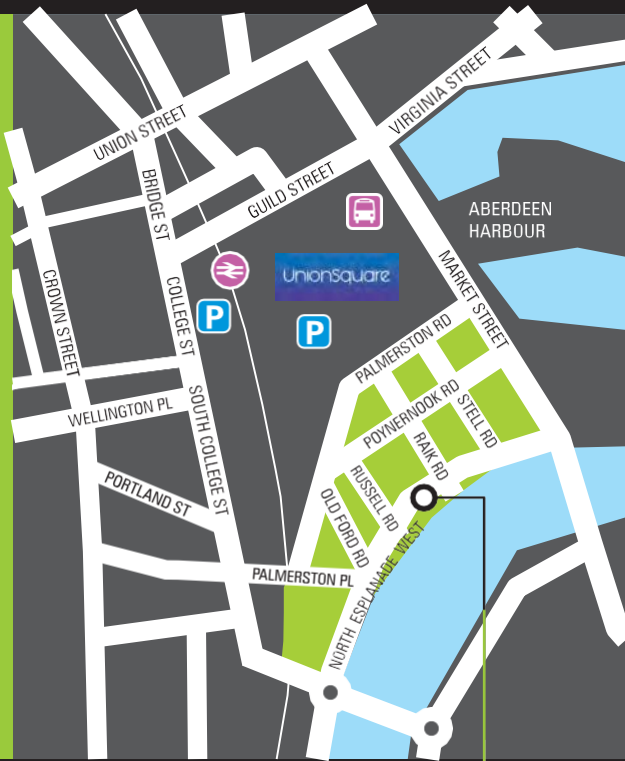 VIRGINIA STREET
UNION STREET
GUILD STREET
BRIDGE ST
ABERDEEN
HARBOUR
UnionSquare
MARKET STREET
CROWN STREET
COLLEGE ST
P
P
PALMERSTON RD
POYNERNOOK RD
STELL RD
RAIK RD
WELLINGTON PL
SOUTH COLLEGE ST
RUSSELL RD
OLD FORD RD
PORTLAND ST
PALMERSTON PL
NORTH ESPLANADE WEST